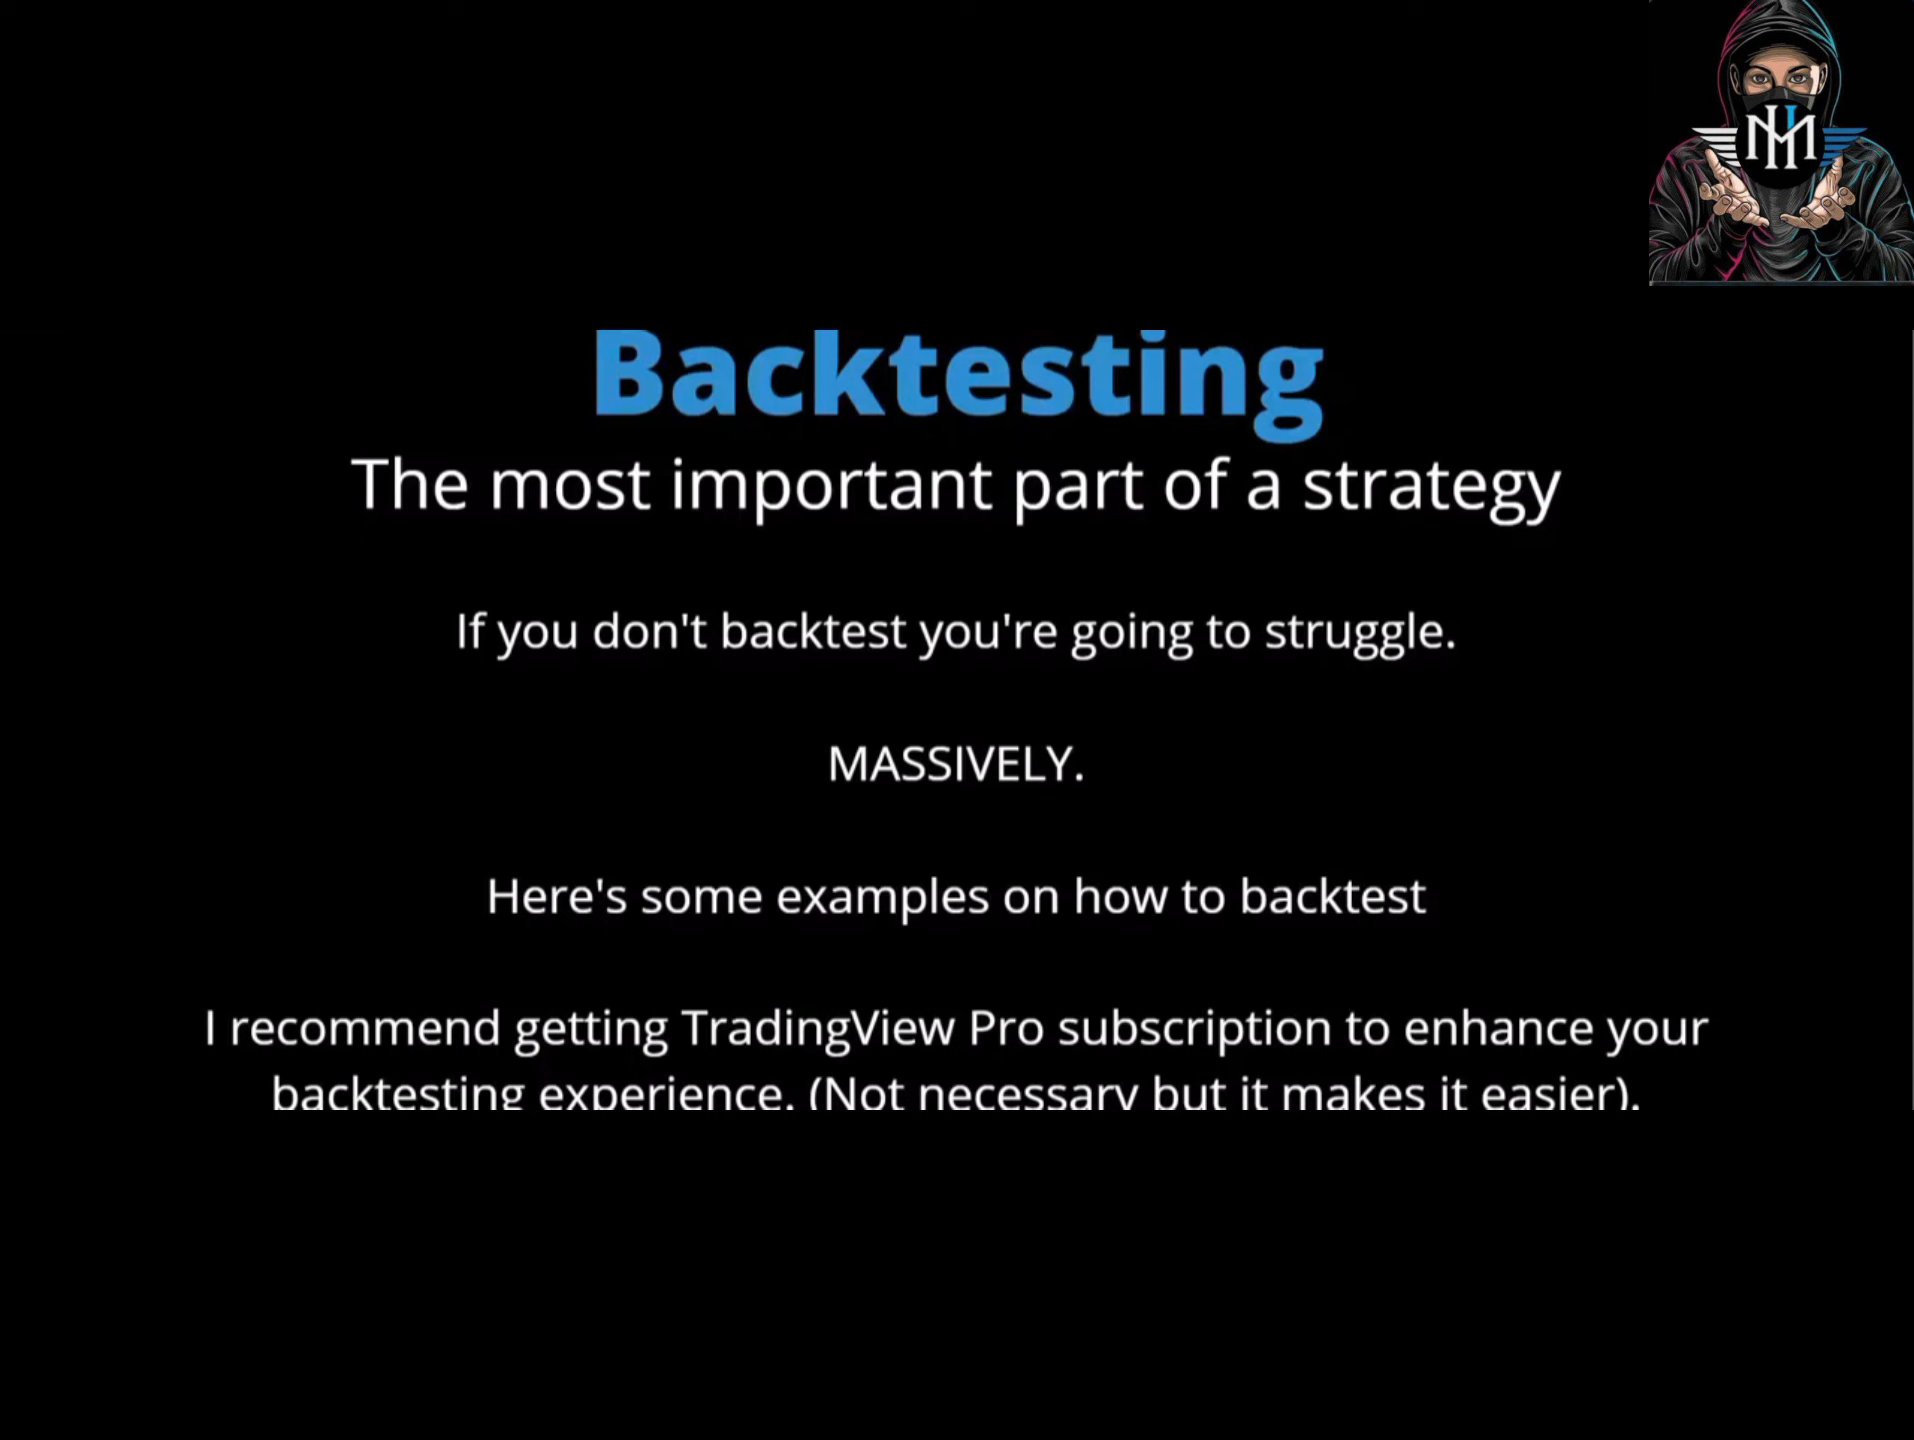 Backtesting
The most important part of a strategy
If you don't backtest you're going to struggle.
MASSIVELY.
Here's some examples on how to backtest
I recommend getting TradingView Pro subscription to enhance your
backtesting experience. (Not necessary but it makes it easier).